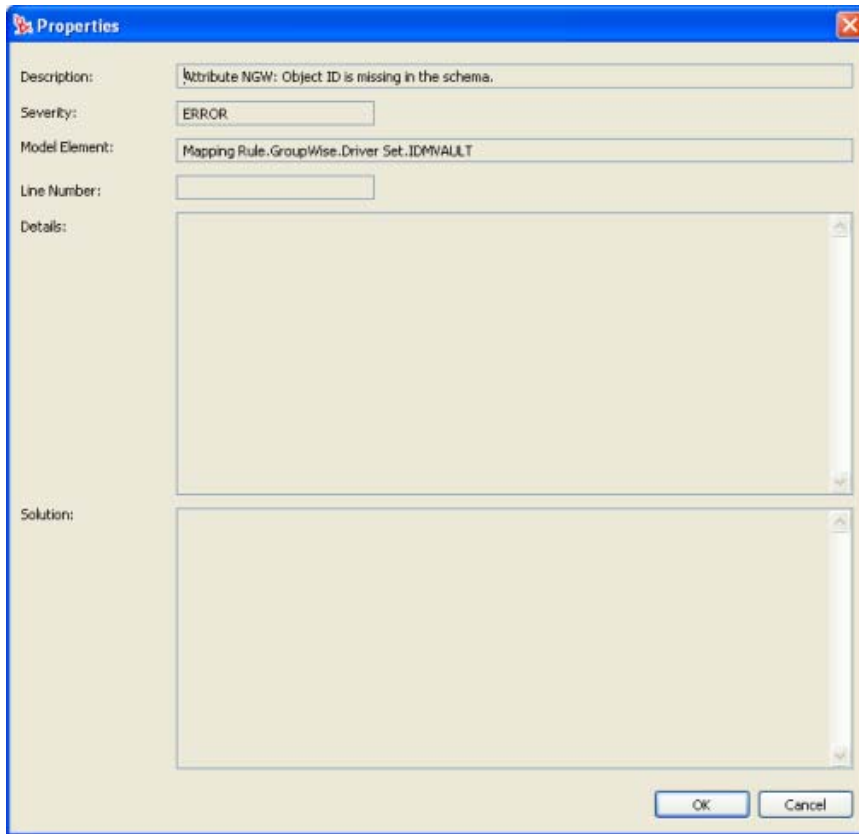 Properties
Description:
Attribute NGW: Object ID is missing in the schema.
Severity:
ERROR
Model Element:
Mapping Rule.GroupWise.Driver Set.IDMVAULT
Line Number:
Details:
Solution:
OK
Cancel